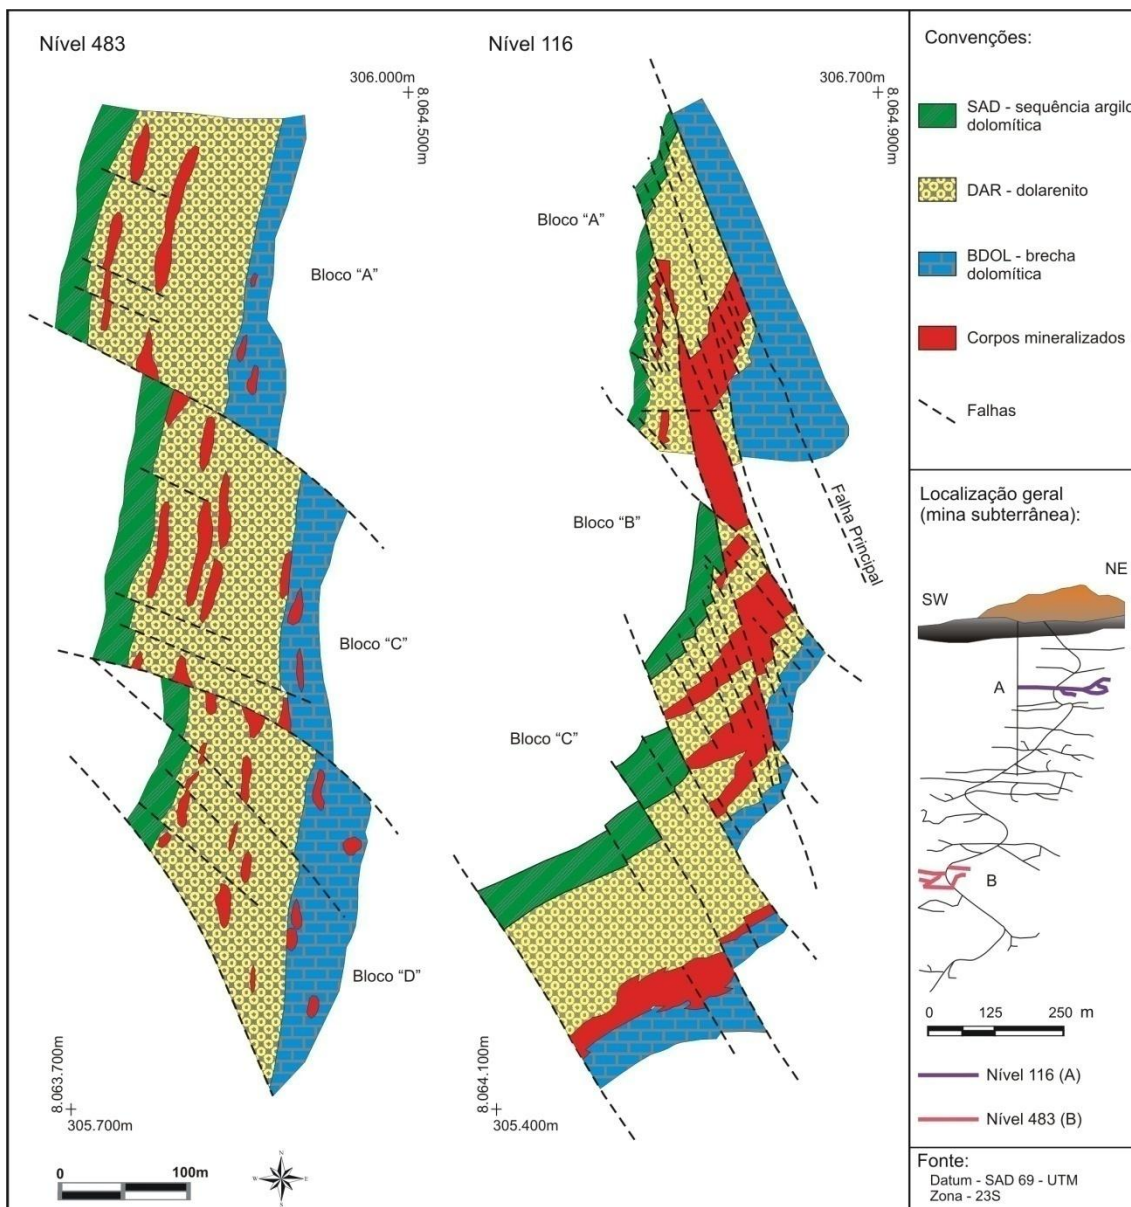 Nível 483
Nível 116
306.000m
8.064.500m
306.700m
8.064.900m
Bloco “A”
Bloco “C”
Bloco “D”
8.063.700m
305.700m
Bloco “A”
Bloco “B”
Bloco “C”
Falha Principal
8.064.100m
305.400m
0
100m
N
E
S
Convenções:
SAD - sequência argilo
dolomítica
DAR - dolarenito
BDOL - brecha
dolomítica
Corpos mineralizados
Falhas
Localização geral
(mina subterrânea):
NE
SW
A
B
0 125 250 m
Nível 116 (A)
Nível 483 (B)
Fonte:
Datum - SAD 69 - UTM
Zona - 23S